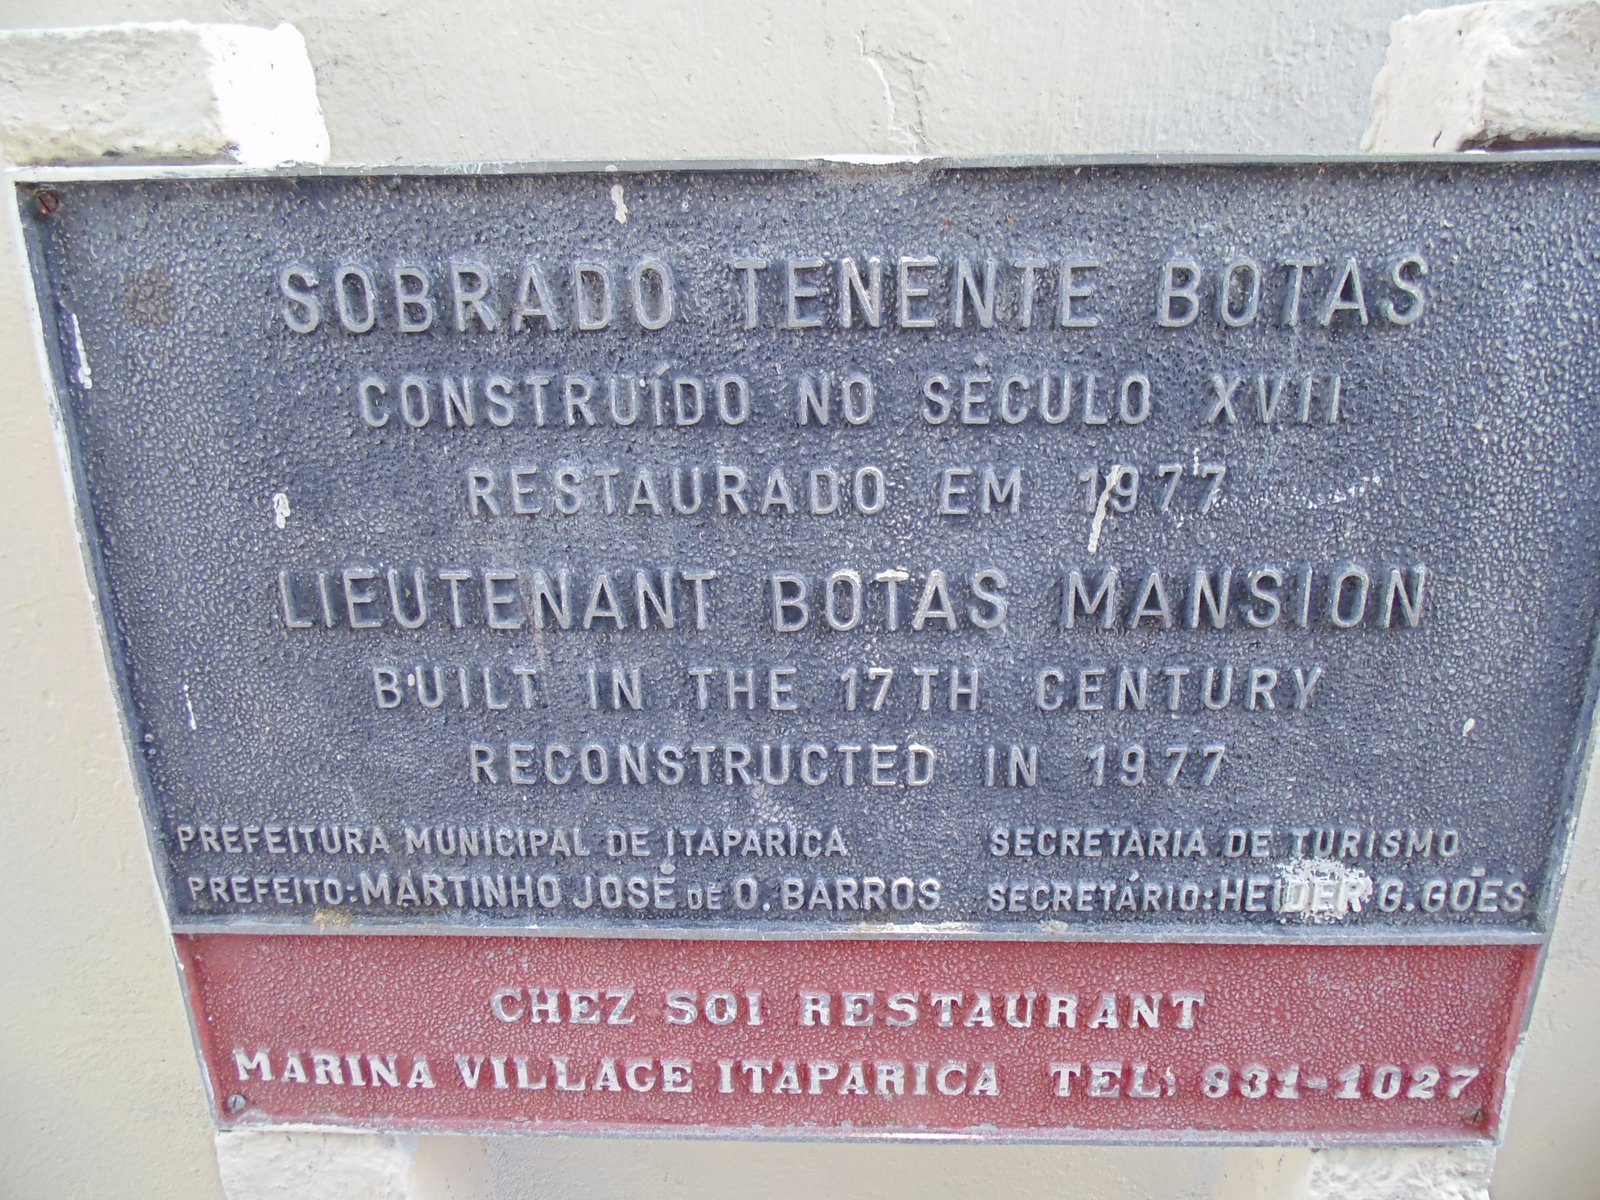 SOBRADO TENENTE BOTAS
CONSTRUÍDO NO SÉCULO XVII
RESTAURADO EM 1977
LIEUTENANT BOTAS MANSION
BUILT IN THE 17TH CENTURY
RECONSTRUCTED IN 1977
PREFEITURA MUNICIPAL DE ITAPARICA
PREFEITO: MARTINHO JOSÉ DE O. BARROS
SECRETARIA DE TURISMO
SECRETÁRIO: HEIDER G. GÓES
CHEZ SOI RESTAURANT
MARINA VILLAGE ITAPARICA TEL: 831-1027